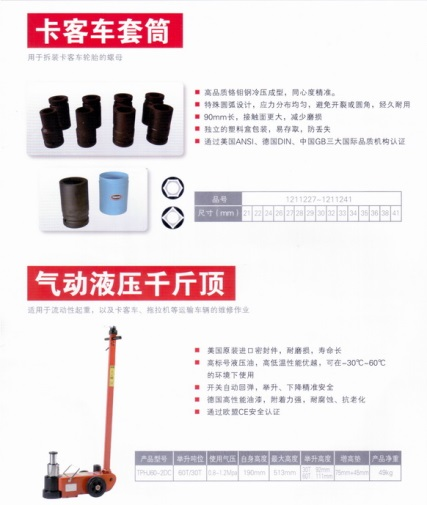 卡客车套筒
用于拆装卡客车轮胎的螺母
高品质铬钼钢冷压成型，同心度精准。
特殊圆弧设计，应力分布均匀，避免开裂或圆角，经久耐用
90mm长，接触面更大，减少磨损
独立的塑料盒包装，易存取，防丢失
通过美国ANSI、德国DIN、中国GB三大国际品质机构认证
品号 1211227~1211241
尺寸（mm） 21 22 24 26 27 28 29 30 32 33 34 35 36 38 41
气动液压千斤顶
适用于流动性起重，以及卡客车、拖拉机等运输车辆的维修作业
美国原装进口密封件，耐磨损，寿命长
高标号液压油，高低温性能优越，可在-30℃~60℃
的环境下使用
开关自动回弹，举升、下降精准安全
德国高性能油漆，附着力强，耐腐蚀、抗老化
通过欧盟CE安全认证
产品型号 举升吨位 使用气压 自身高度 最大高度 举升高度 增高垫 产品净重
60T/30T 190mm 513mm 75mm+45mm 49kg